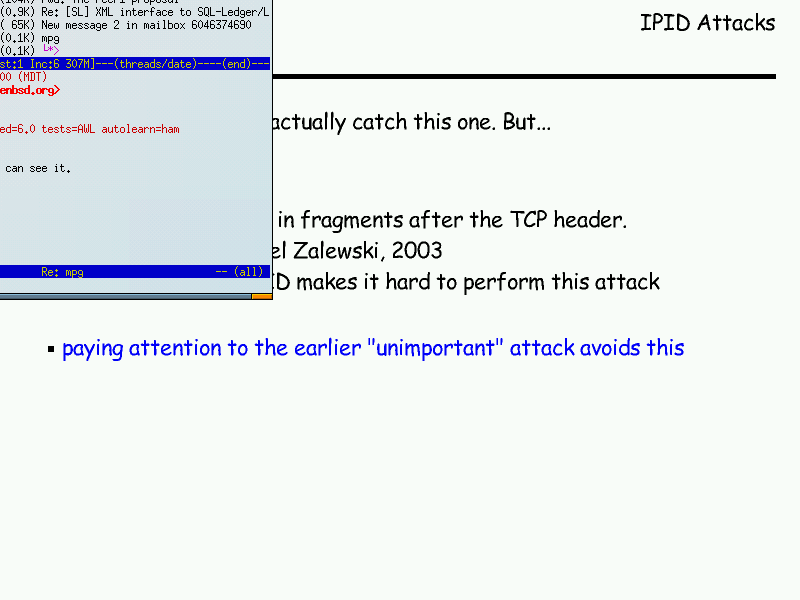 (0.9K) Re: [SL] XML interface to SQL-Ledger/L
( 65K) New message 2 in mailbox 6046374690
(0.1K) mpg
(0.1K) └*>
st:1 Inc:6 307M]---(threads/date)----(end)---
00 (MDT)
enbsd.org>
ed=6.0 tests=AWL autolearn=ham
can see it.
Re: mpg -- (all)
IPID Attacks
actually catch this one. But...
in fragments after the TCP header.
el Zalewski, 2003
ID makes it hard to perform this attack
▪ paying attention to the earlier "unimportant" attack avoids this